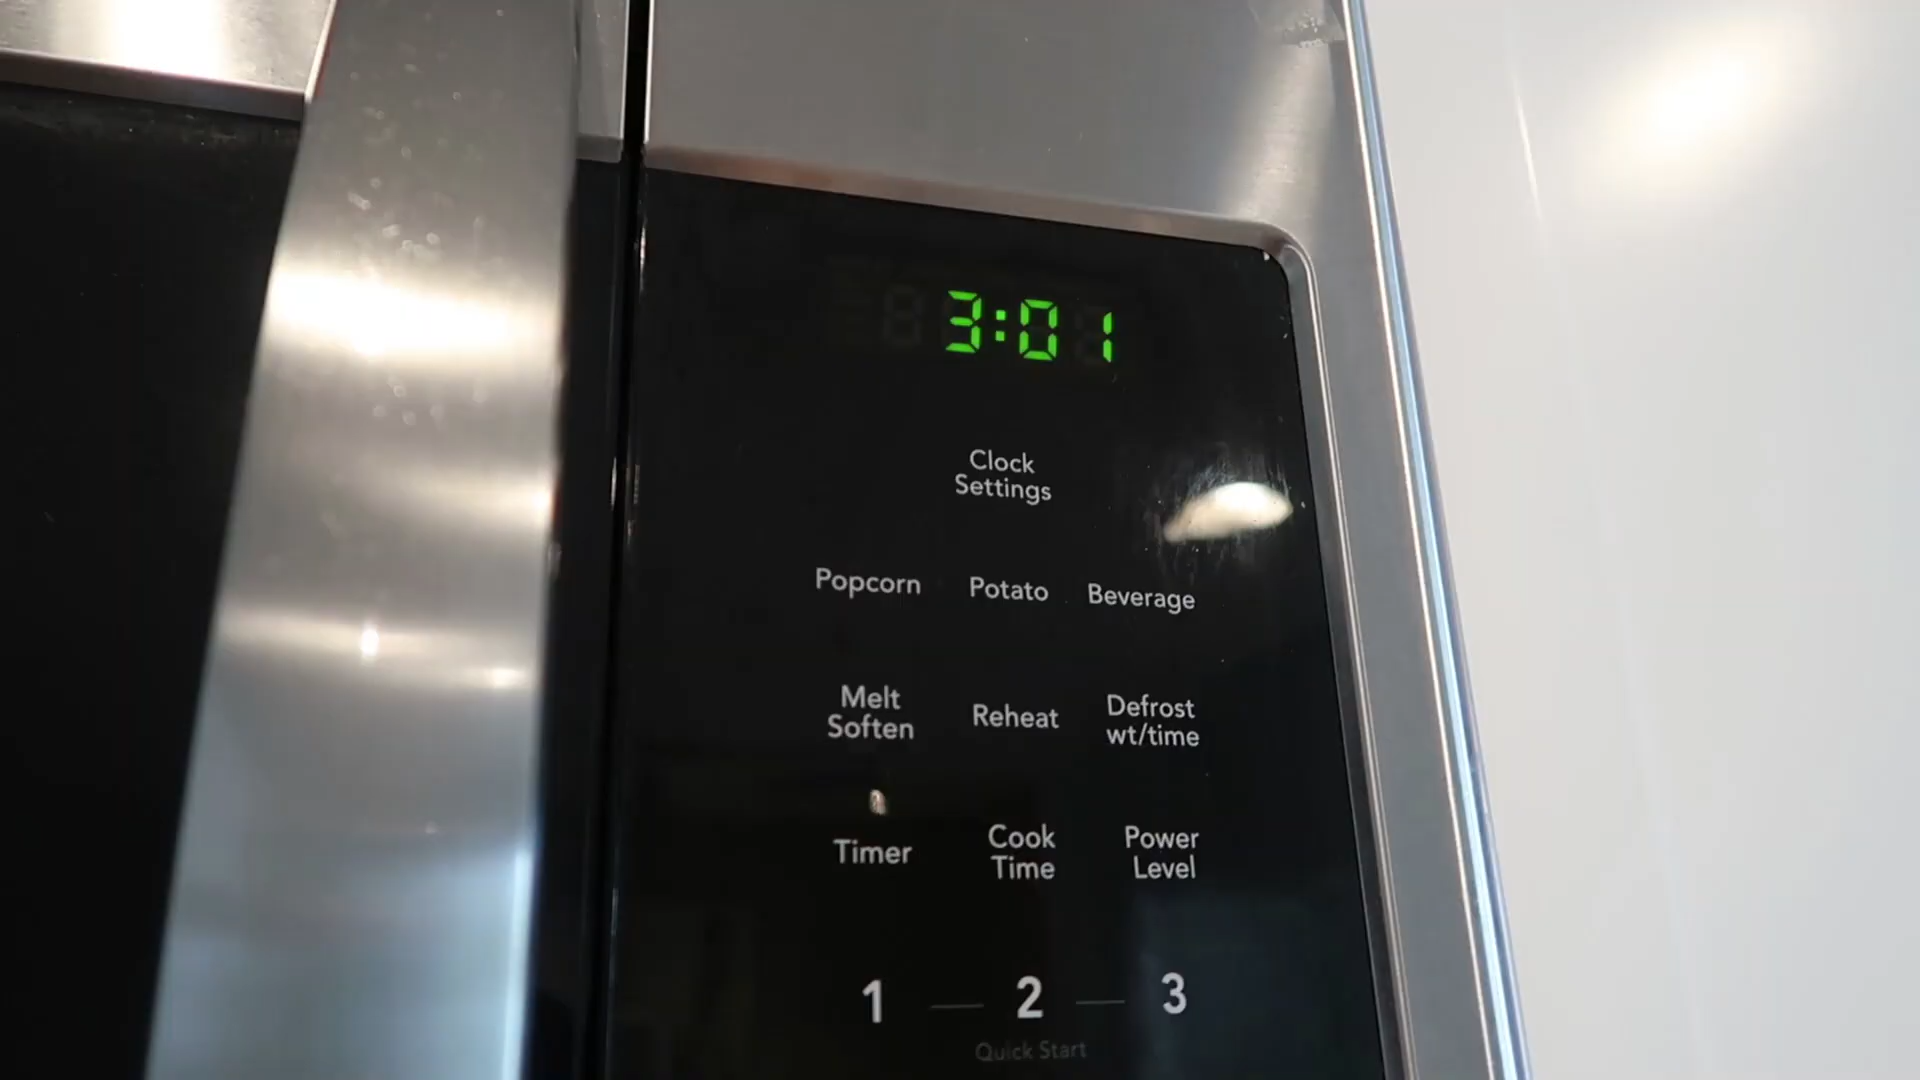 3:01
Clock
Settings
Popcorn Potato Beverage
Melt
Soften
Reheat
Defrost
wt/time
Timer
Cook
Time
Power
Level
1 2 3
Quick Start